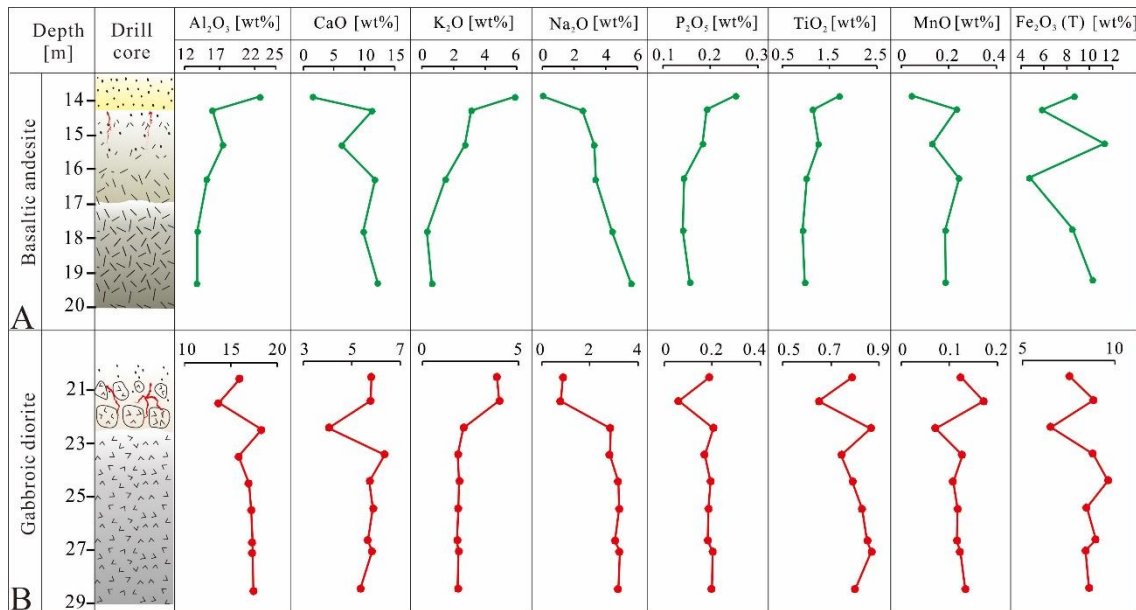 Depth [m] Drill core Al₂O₃ [wt%] CaO [wt%] K₂O [wt%] Na₂O [wt%] P₂O₅ [wt%] TiO₂ [wt%] MnO [wt%] Fe₂O₃ (T) [wt%]
12 17 22 25 0 5 10 15 0 2 4 6 0 2 4 6 0.1 0.2 0.3 0.5 1.5 2.5 0 0.2 0.4 4 6 8 10 12
Basaltic andesite
14
15
16
17
18
19
20
A
10 15 20 3 5 7 0 5 0 2 4 0 0.2 0.4 0.5 0.7 0.9 0 0.1 0.2 5 10
Gabbroic diorite
21
23
25
27
29
B